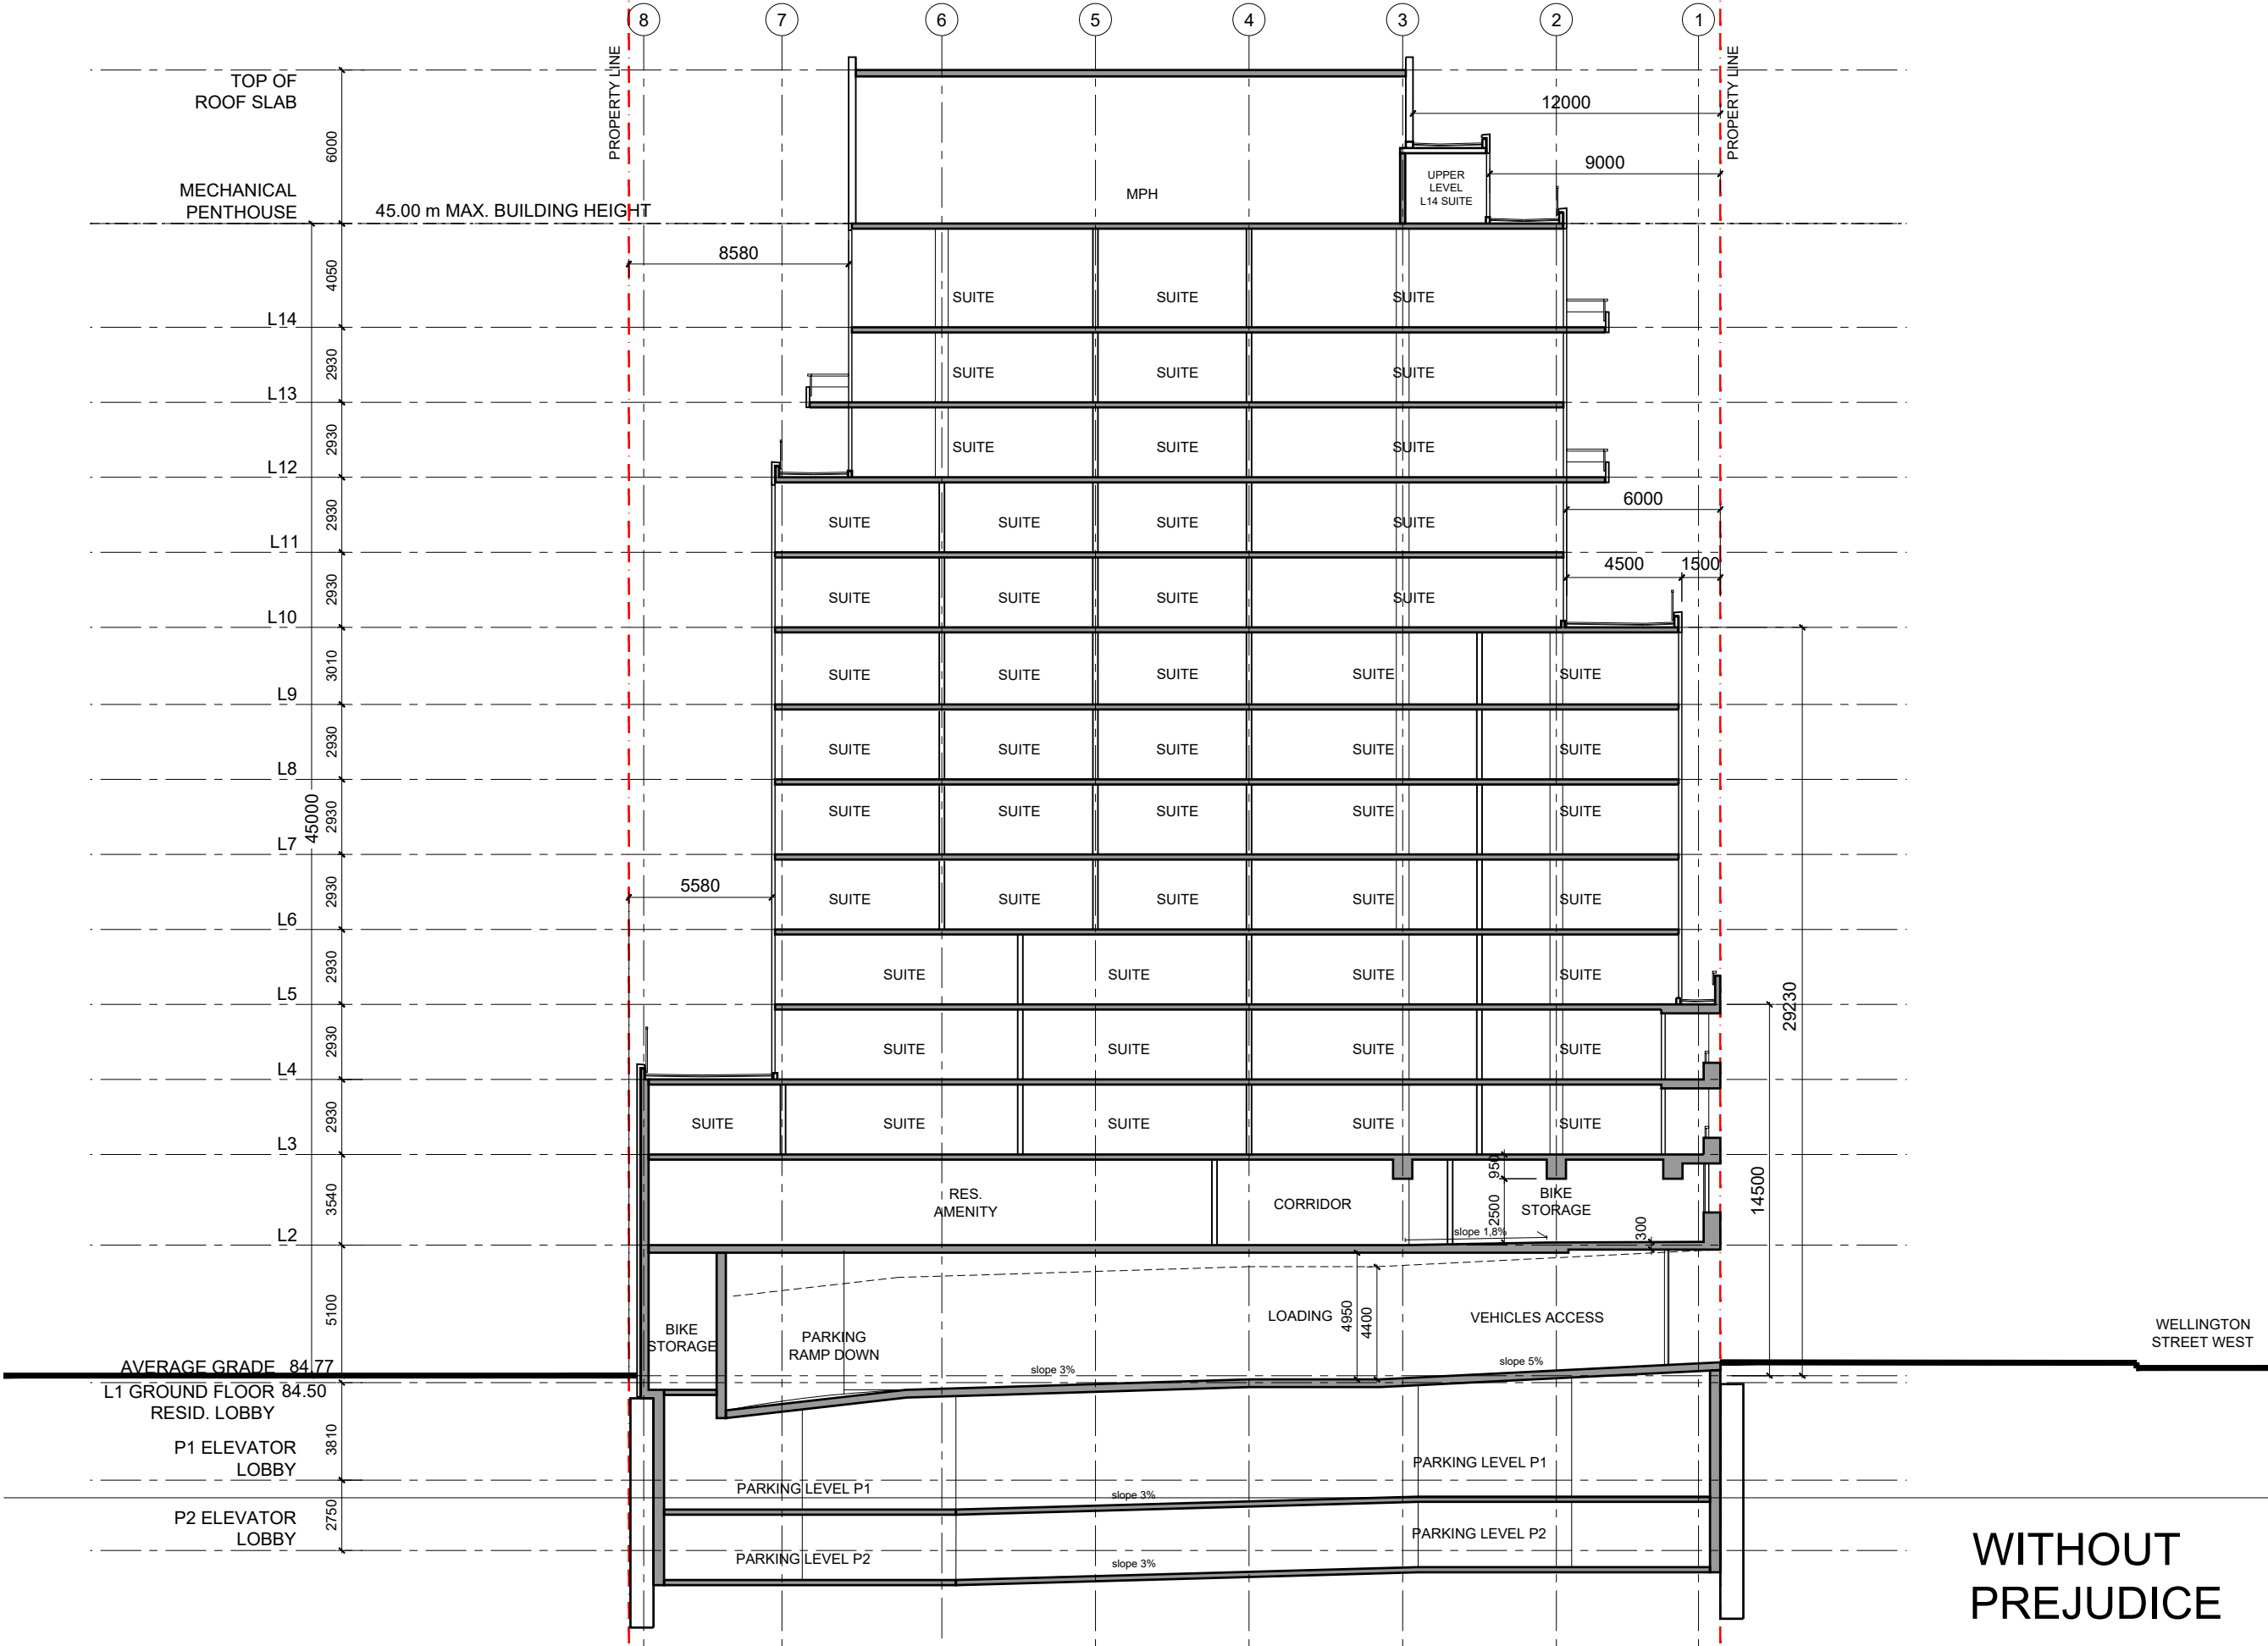 8 7 6 5 4 3 2 1
PROPERTY LINE
PROPERTY LINE
TOP OF
ROOF SLAB
12000
6000
9000
MECHANICAL
PENTHOUSE
45.00 m MAX. BUILDING HEIGHT
MPH
UPPER
LEVEL
L14 SUITE
8580
4050
SUITE SUITE SUITE
L14
2930
SUITE SUITE SUITE
L13
2930
SUITE SUITE SUITE
L12
6000
2930
SUITE SUITE SUITE SUITE
L11
4500 1500
2930
SUITE SUITE SUITE SUITE
L10
3010
SUITE SUITE SUITE SUITE SUITE
L9
2930
SUITE SUITE SUITE SUITE SUITE
L8
45000
2930
SUITE SUITE SUITE SUITE SUITE
L7
5580
2930
SUITE SUITE SUITE SUITE SUITE
L6
2930
SUITE SUITE SUITE SUITE
L5
29230
2930
SUITE SUITE SUITE SUITE
L4
2930
SUITE SUITE SUITE SUITE SUITE
L3
950
14500
3540
RES.
AMENITY
CORRIDOR
2500
BIKE
STORAGE
L2
slope 1,8%
300
5100
BIKE
STORAGE
PARKING
RAMP DOWN
LOADING
4950
4400
VEHICLES ACCESS
WELLINGTON
STREET WEST
AVERAGE GRADE 84.77
slope 3%
slope 5%
L1 GROUND FLOOR 84.50
RESID. LOBBY
3810
P1 ELEVATOR
LOBBY
PARKING LEVEL P1
PARKING LEVEL P1
slope 3%
2750
P2 ELEVATOR
LOBBY
PARKING LEVEL P2
PARKING LEVEL P2
slope 3%
WITHOUT
PREJUDICE